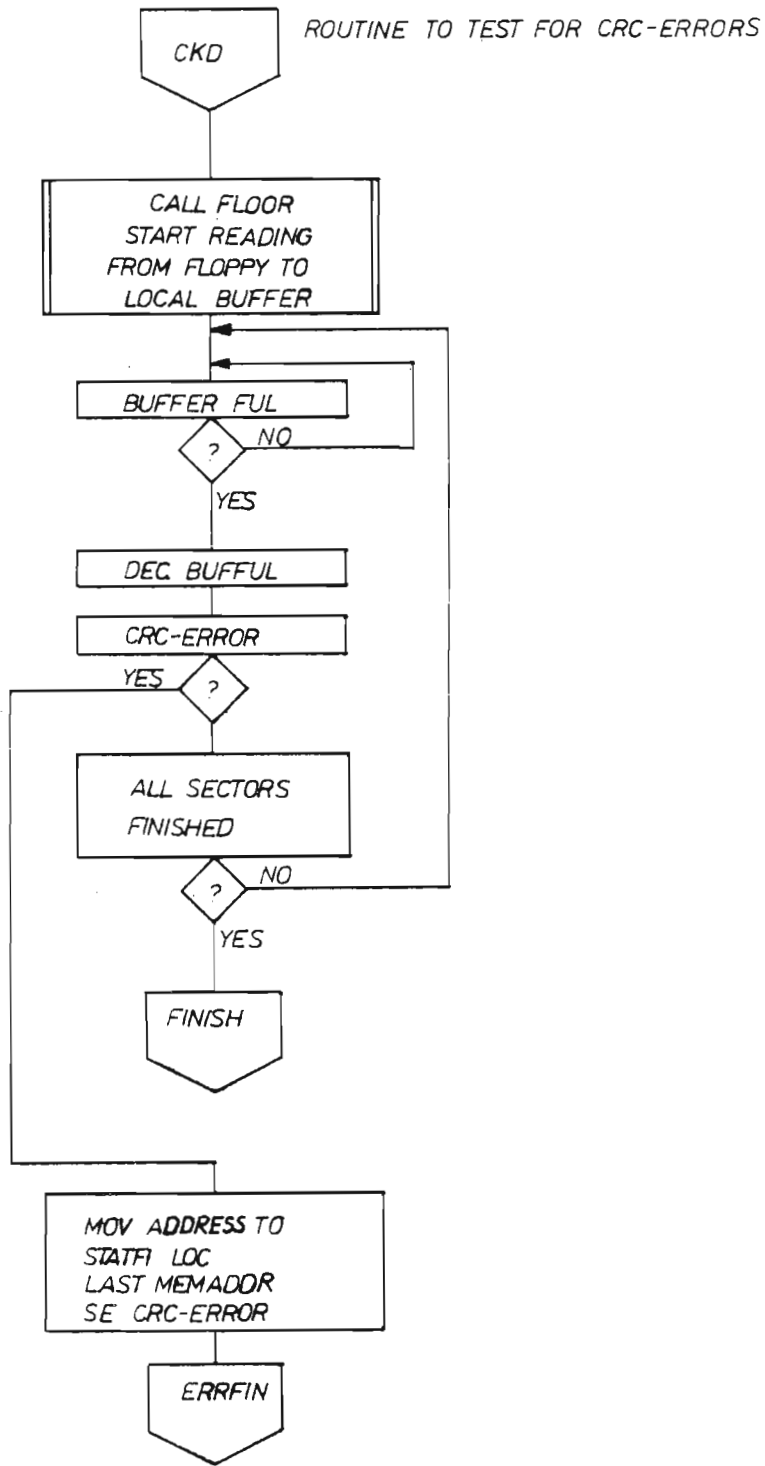 CKD
ROUTINE TO TEST FOR CRC-ERRORS
CALL FLOOR
START READING
FROM FLOPPY TO
LOCAL BUFFER
BUFFER FUL
?
NO
YES
DEC. BUFFUL
CRC-ERROR
YES
?
ALL SECTORS
FINISHED
?
NO
YES
FINISH
MOV ADDRESS TO
STATFI LOC
LAST MEMADDR
SE CRC-ERROR
ERRFIN